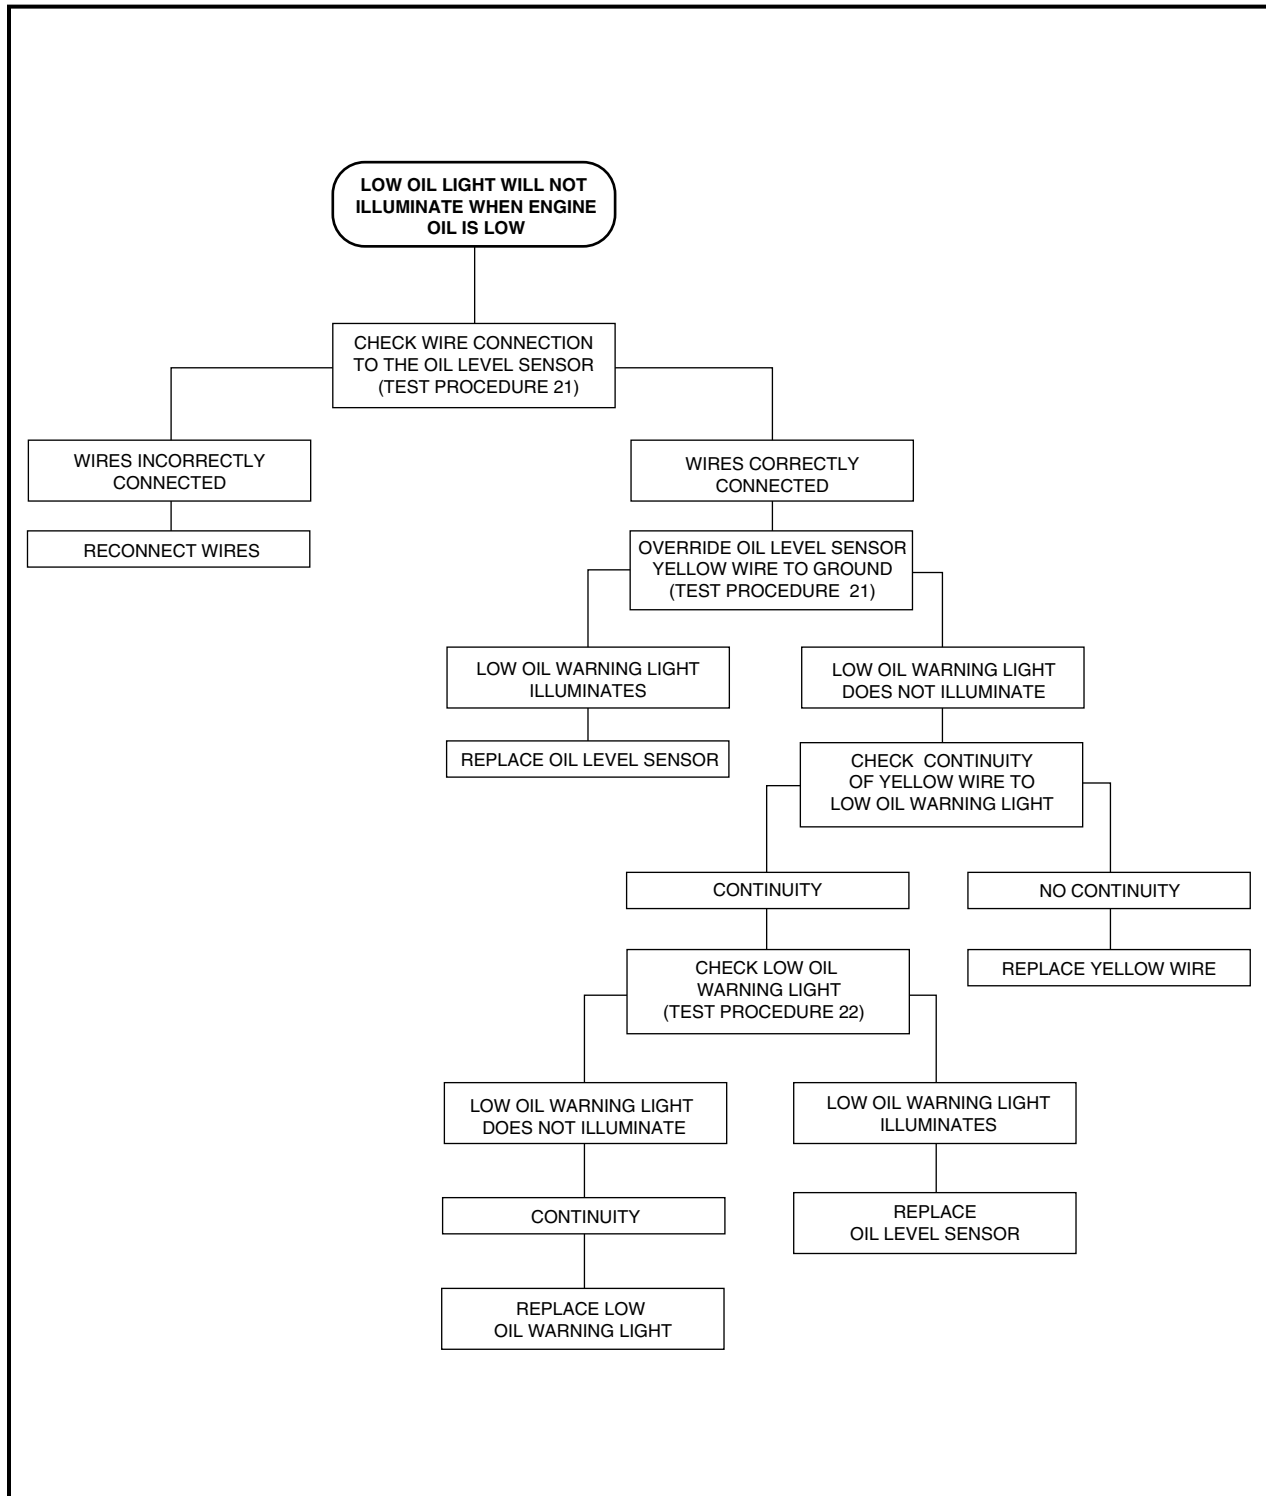 LOW OIL LIGHT WILL NOT
ILLUMINATE WHEN ENGINE
OIL IS LOW
CHECK WIRE CONNECTION
TO THE OIL LEVEL SENSOR
(TEST PROCEDURE 21)
WIRES INCORRECTLY
CONNECTED
WIRES CORRECTLY
CONNECTED
RECONNECT WIRES
OVERRIDE OIL LEVEL SENSOR
YELLOW WIRE TO GROUND
(TEST PROCEDURE 21)
LOW OIL WARNING LIGHT
ILLUMINATES
LOW OIL WARNING LIGHT
DOES NOT ILLUMINATE
REPLACE OIL LEVEL SENSOR
CHECK CONTINUITY
OF YELLOW WIRE TO
LOW OIL WARNING LIGHT
CONTINUITY
NO CONTINUITY
CHECK LOW OIL
WARNING LIGHT
(TEST PROCEDURE 22)
REPLACE YELLOW WIRE
LOW OIL WARNING LIGHT
DOES NOT ILLUMINATE
LOW OIL WARNING LIGHT
ILLUMINATES
CONTINUITY
REPLACE
OIL LEVEL SENSOR
REPLACE LOW
OIL WARNING LIGHT